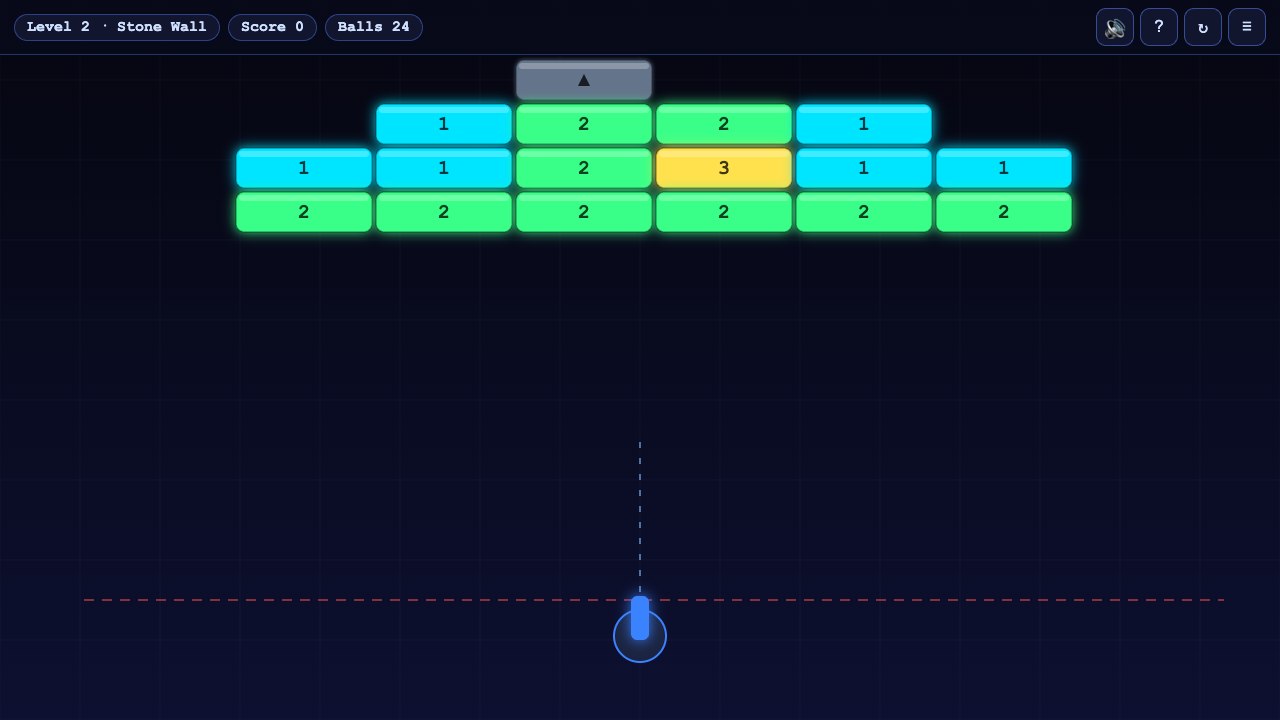 Level 2 · Stone Wall Score 0 Balls 24 🔊 ? ↻ ≡
▲
1 2 2 1
1 1 2 3 1 1
2 2 2 2 2 2